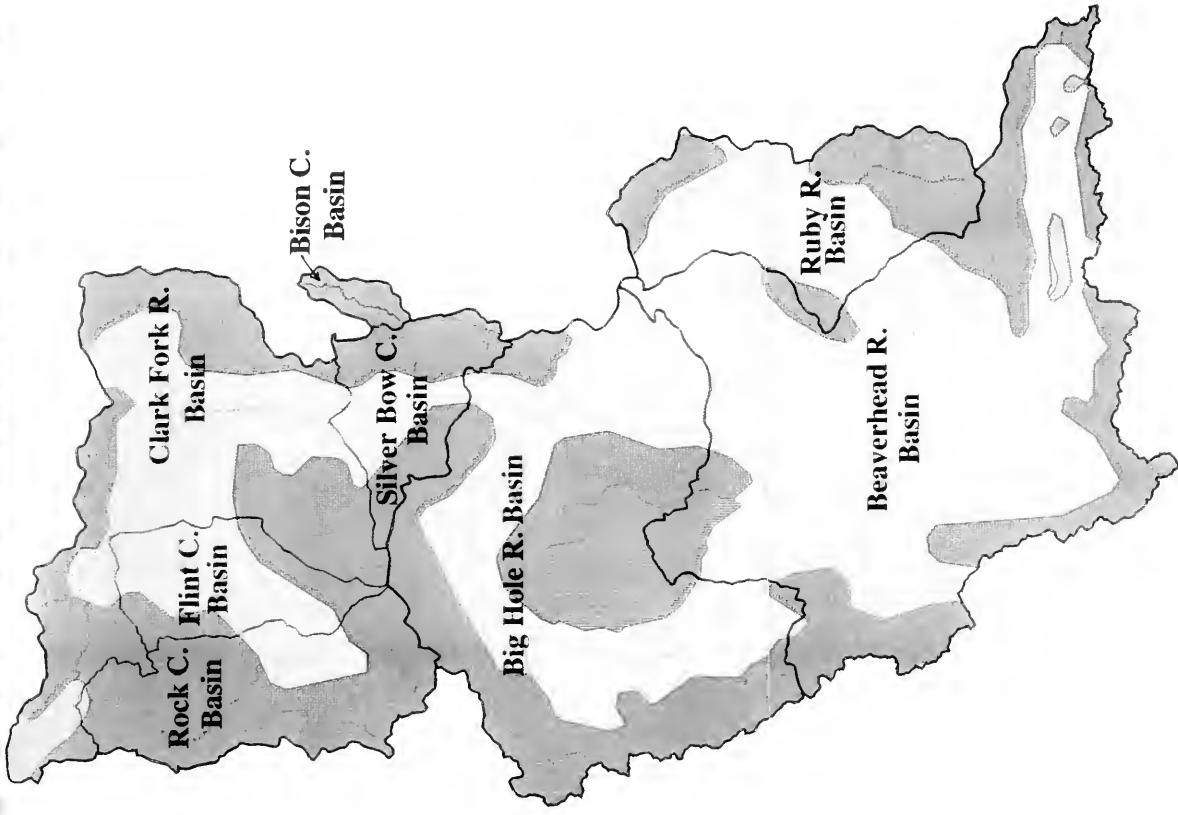 Bison C.
Basin
Clark Fork R.
Basin
Silver Bow C.
Basin
Flint C.
Basin
Rock C.
Basin
Big Hole R. Basin
Ruby R.
Basin
Beaverhead R.
Basin